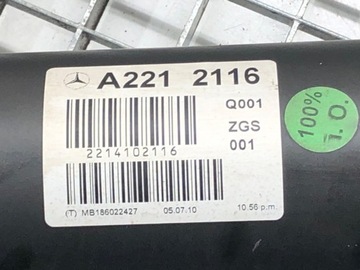 A221 2116
Q001
ZGS
001
2214102116
(T) MB186022427 05.07.10 10.56 p.m.
100%
I.O.